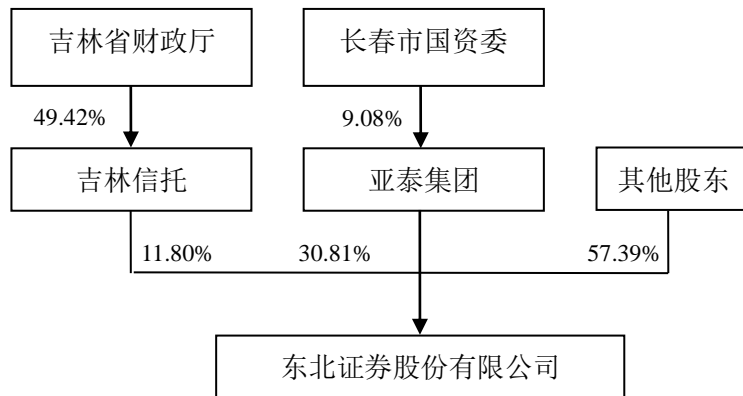 吉林省财政厅
长春市国资委
49.42%
9.08%
吉林信托
亚泰集团
其他股东
11.80%
30.81%
57.39%
东北证券股份有限公司